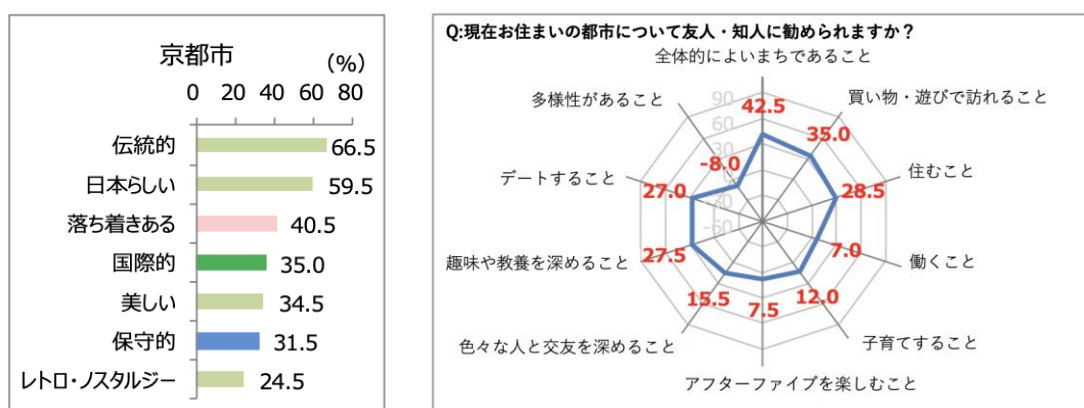 京都市
(%)
0 20 40 60 80
伝統的 66.5
日本らしい 59.5
落ち着きある 40.5
国際的 35.0
美しい 34.5
保守的 31.5
レトロ・ノスタルジー 24.5
Q:現在お住まいの都市について友人・知人に勧められますか？
全体的によいまちであること
42.5
買い物・遊びで訪れること
35.0
住むこと
28.5
働くこと
7.0
子育てすること
12.0
アフターファイブを楽しむこと
7.5
色々な人と交友を深めること
15.5
趣味や教養を深めること
27.5
デートすること
27.0
多様性があること
-8.0
90
60
30
-60